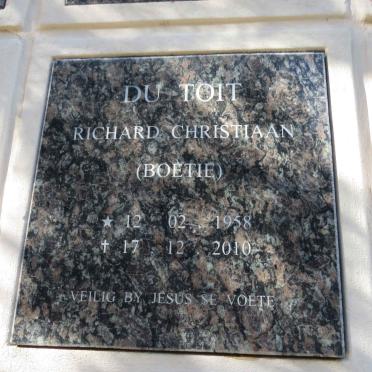 DU TOIT
RICHARD CHRISTIAAN
(BOETIE)
★ 12 02 1958
✝ 17 12 2010
VEILIG BY JESUS SE VOETE